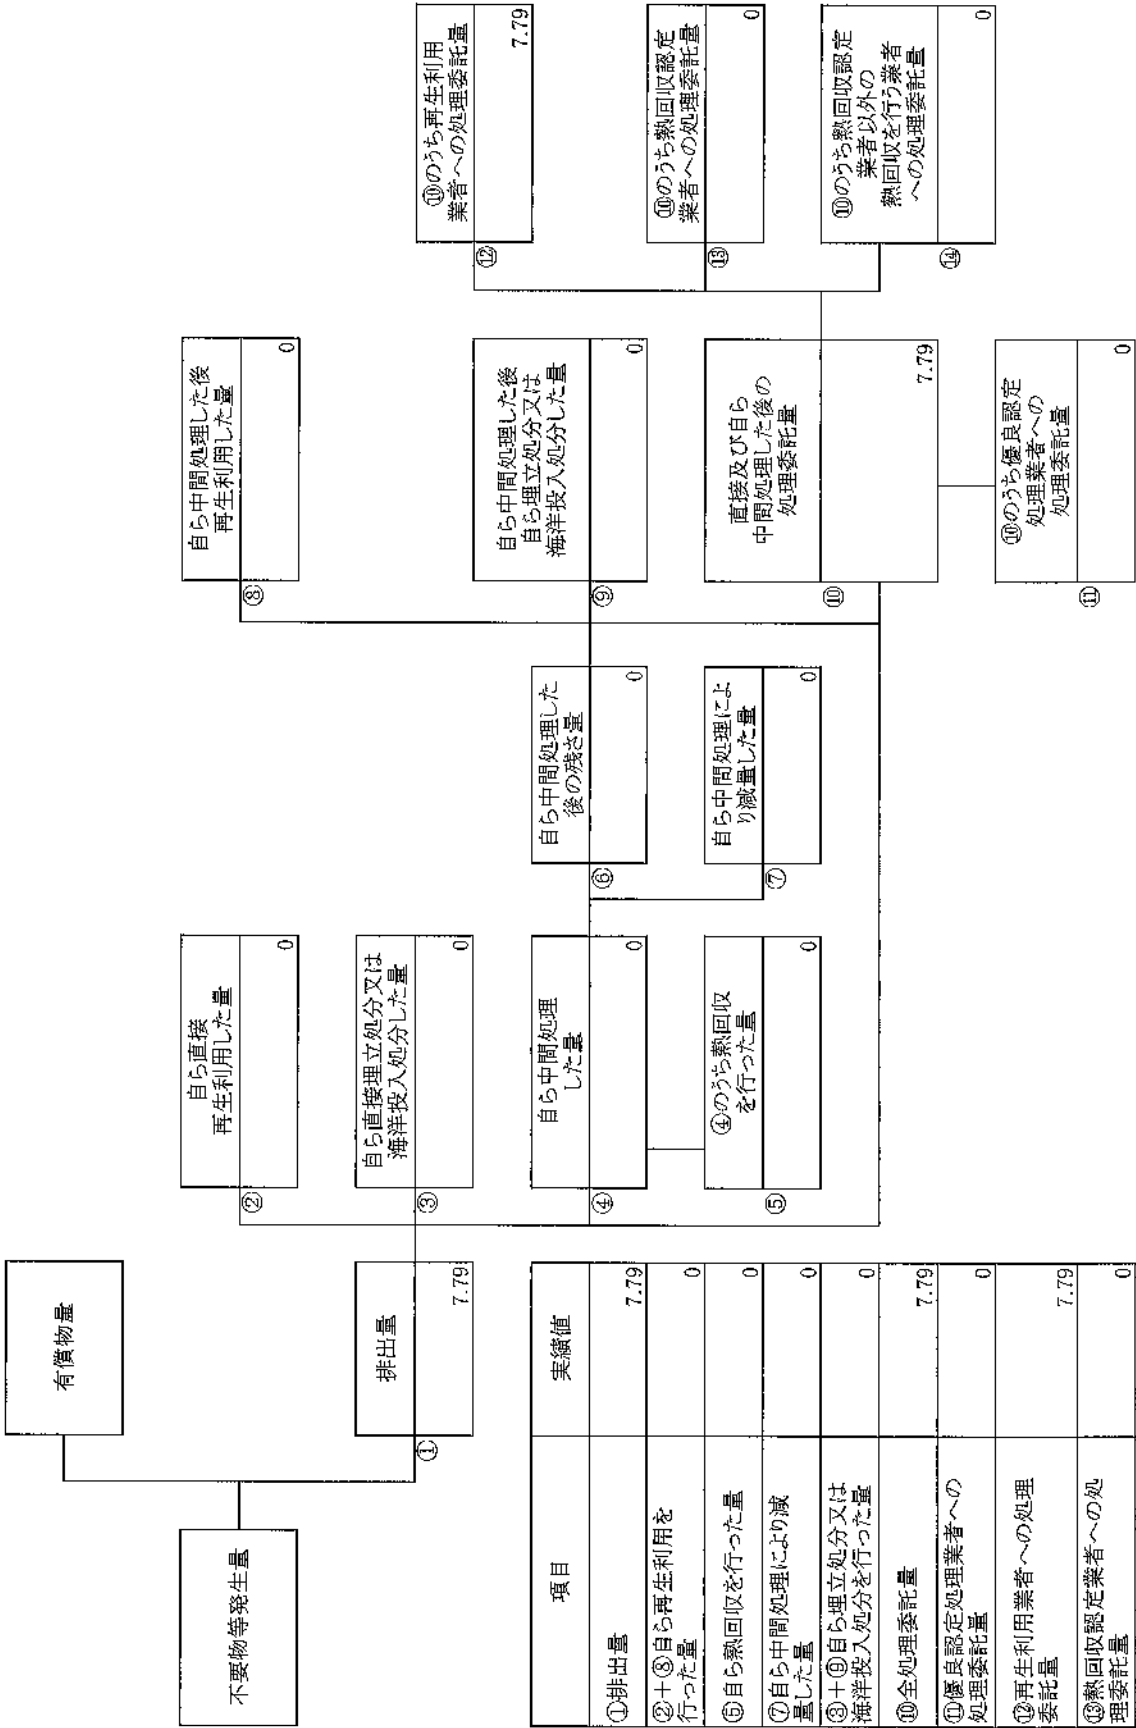 不要物等発生量
有償物量
排出量
①
7.79
自ら直接
再生利用した量
②
0
自ら直接埋立処分又は
海洋投入処分した量
③
0
自ら中間処理
した量
④
0
④のうち熱回収
を行った量
⑤
0
自ら中間処理した
後の残さ量
⑥
0
自ら中間処理によ
り減量した量
⑦
0
自ら中間処理した後
再生利用した量
⑧
0
自ら中間処理した後
自ら埋立処分又は
海洋投入処分した量
⑨
0
直接及び自ら
中間処理した後の
処理委託量
⑩
7.79
⑩のうち優良認定
処理業者への
処理委託量
⑪
0
⑩のうち再生利用
業者への処理委託量
⑫
7.79
⑩のうち熱回収認定
業者への処理委託量
⑬
0
⑩のうち熱回収認定
業者以外の
熱回収を行う業者
への処理委託量
⑭
0
項目 実績値
①排出量 7.79
②+⑧自ら再生利用を
行った量 0
⑥自ら熱回収を行った量 0
⑦自ら中間処理により減
量した量 0
③+⑨自ら埋立処分又は
海洋投入処分を行った量 0
⑩全処理委託量 7.79
⑪優良認定処理業者への
処理委託量 0
⑫再生利用業者への処理
委託量 7.79
⑬熱回収認定業者への処
理委託量 0